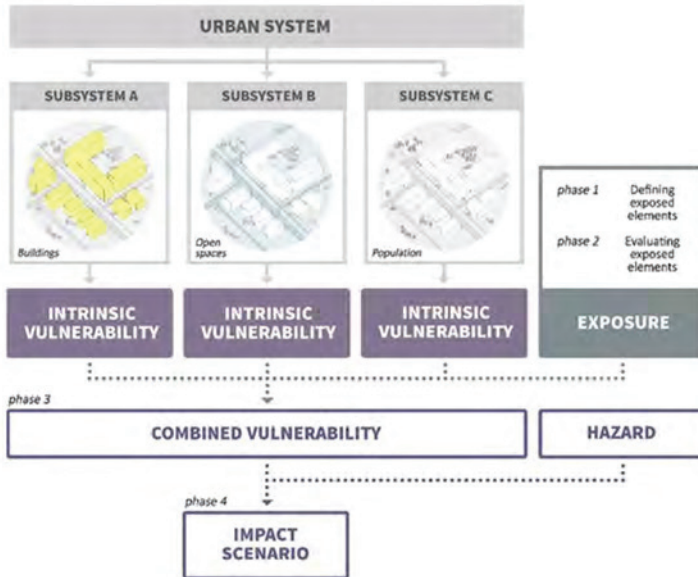 URBAN SYSTEM
SUBSYSTEM A
SUBSYSTEM B
SUBSYSTEM C
Buildings
Open
spaces
Population
phase 1 Defining
exposed
elements
phase 2 Evaluating
exposed
elements
INTRINSIC
VULNERABILITY
INTRINSIC
VULNERABILITY
INTRINSIC
VULNERABILITY
EXPOSURE
phase 3
COMBINED VULNERABILITY
HAZARD
phase 4
IMPACT
SCENARIO